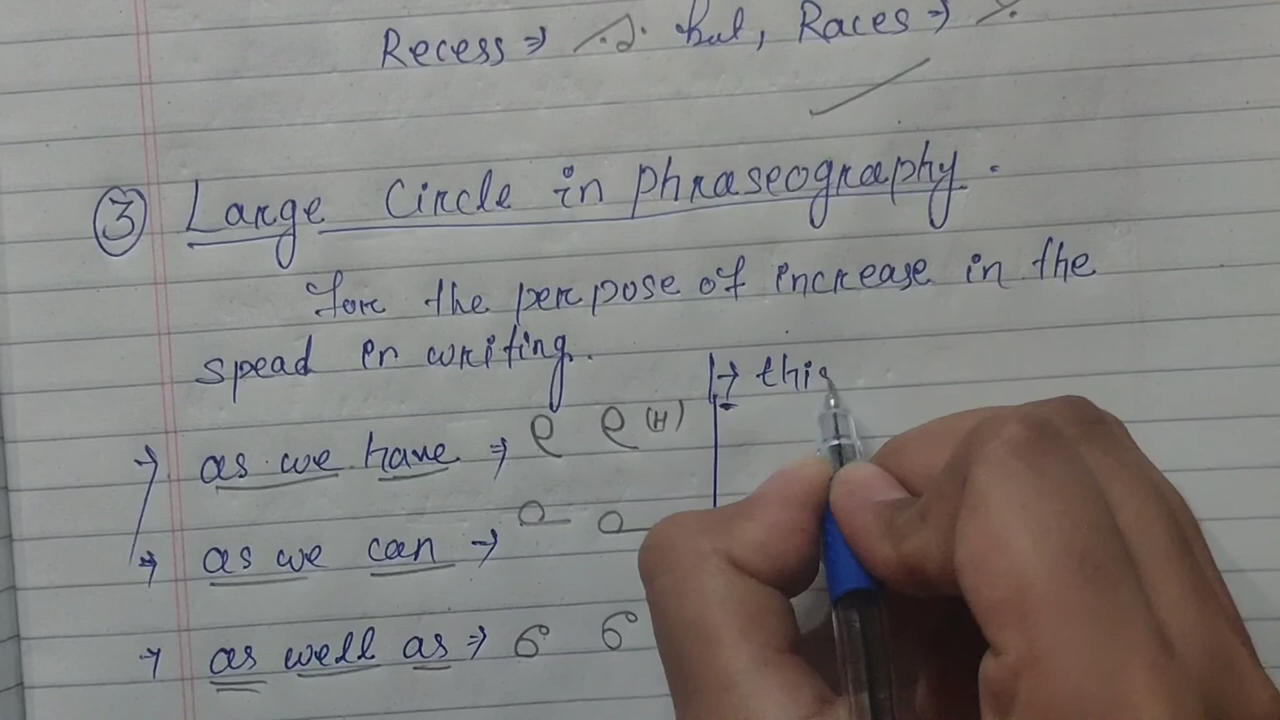 Recess ⇒ but, Races ⇒
③ Large Circle in phraseography.
for the perpose of increase in the
spead in writing.
→ this
→ as we have ⇒ (H)
→ as we can →
→ as well as ⇒